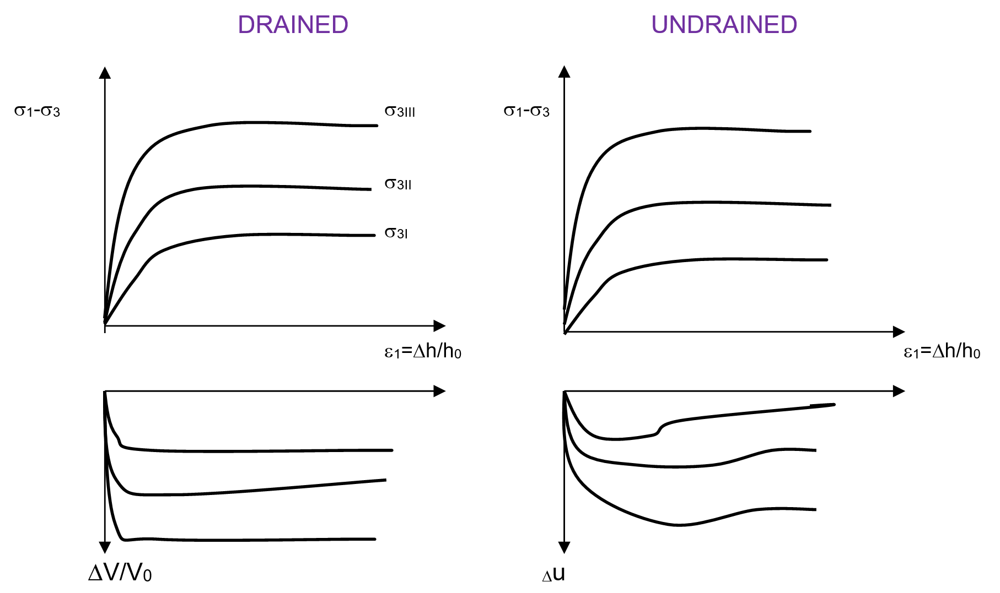 DRAINED
UNDRAINED
σ1-σ3
σ3III
σ3II
σ3I
ε1=Δh/h0
σ1-σ3
ε1=Δh/h0
ΔV/V0
Δu